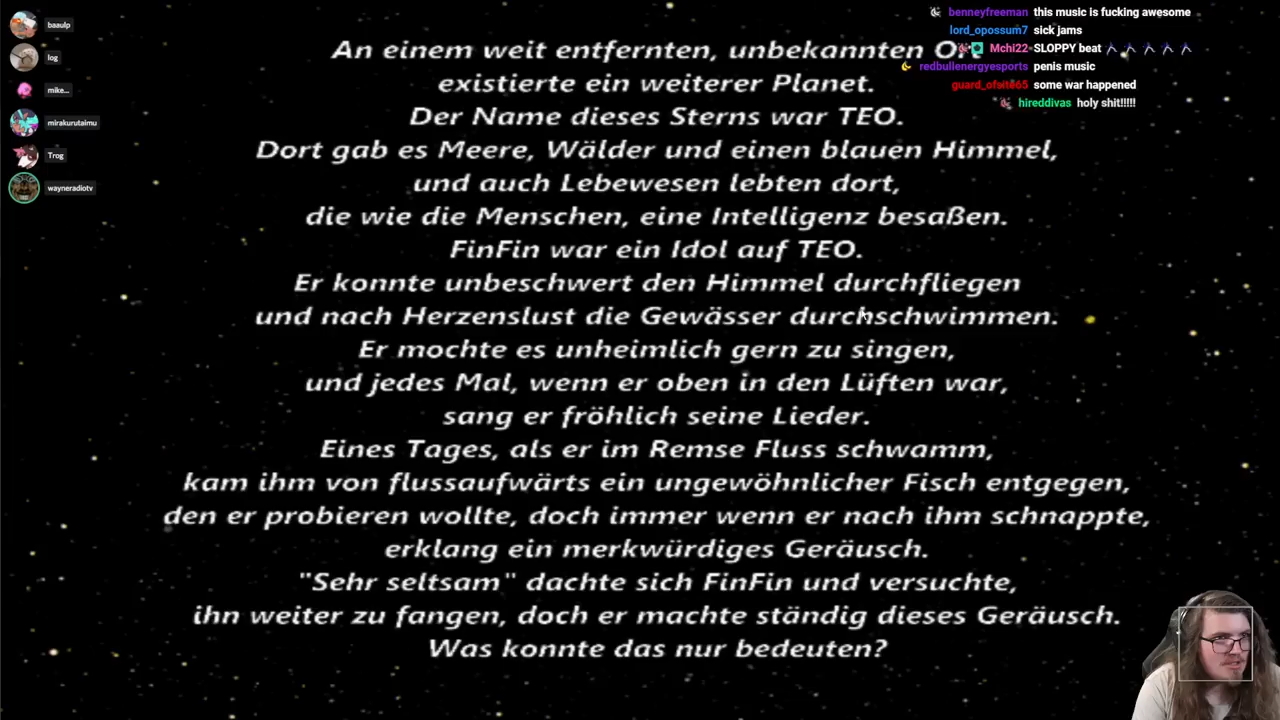 baaulp
log
mike...
mirakurutaimu
Trog
wayneradiotv
benneyfreeman this music is fucking awesome
lord_opossum7 sick jams
Mchi22 SLOPPY beat
redbullenergyesports penis music
guard_ofsite65 some war happened
hireddivas holy shit!!!!!
An einem weit entfernten, unbekannten Ort
existierte ein weiterer Planet.
Der Name dieses Sterns war TEO.
Dort gab es Meere, Wälder und einen blauen Himmel,
und auch Lebewesen lebten dort,
die wie die Menschen, eine Intelligenz besaßen.
FinFin war ein Idol auf TEO.
Er konnte unbeschwert den Himmel durchfliegen
und nach Herzenslust die Gewässer durchschwimmen.
Er mochte es unheimlich gern zu singen,
und jedes Mal, wenn er oben in den Lüften war,
sang er fröhlich seine Lieder.
Eines Tages, als er im Remse Fluss schwamm,
kam ihm von flussaufwärts ein ungewöhnlicher Fisch entgegen,
den er probieren wollte, doch immer wenn er nach ihm schnappte,
erklang ein merkwürdiges Geräusch.
"Sehr seltsam" dachte sich FinFin und versuchte,
ihn weiter zu fangen, doch er machte ständig dieses Geräusch.
Was konnte das nur bedeuten?